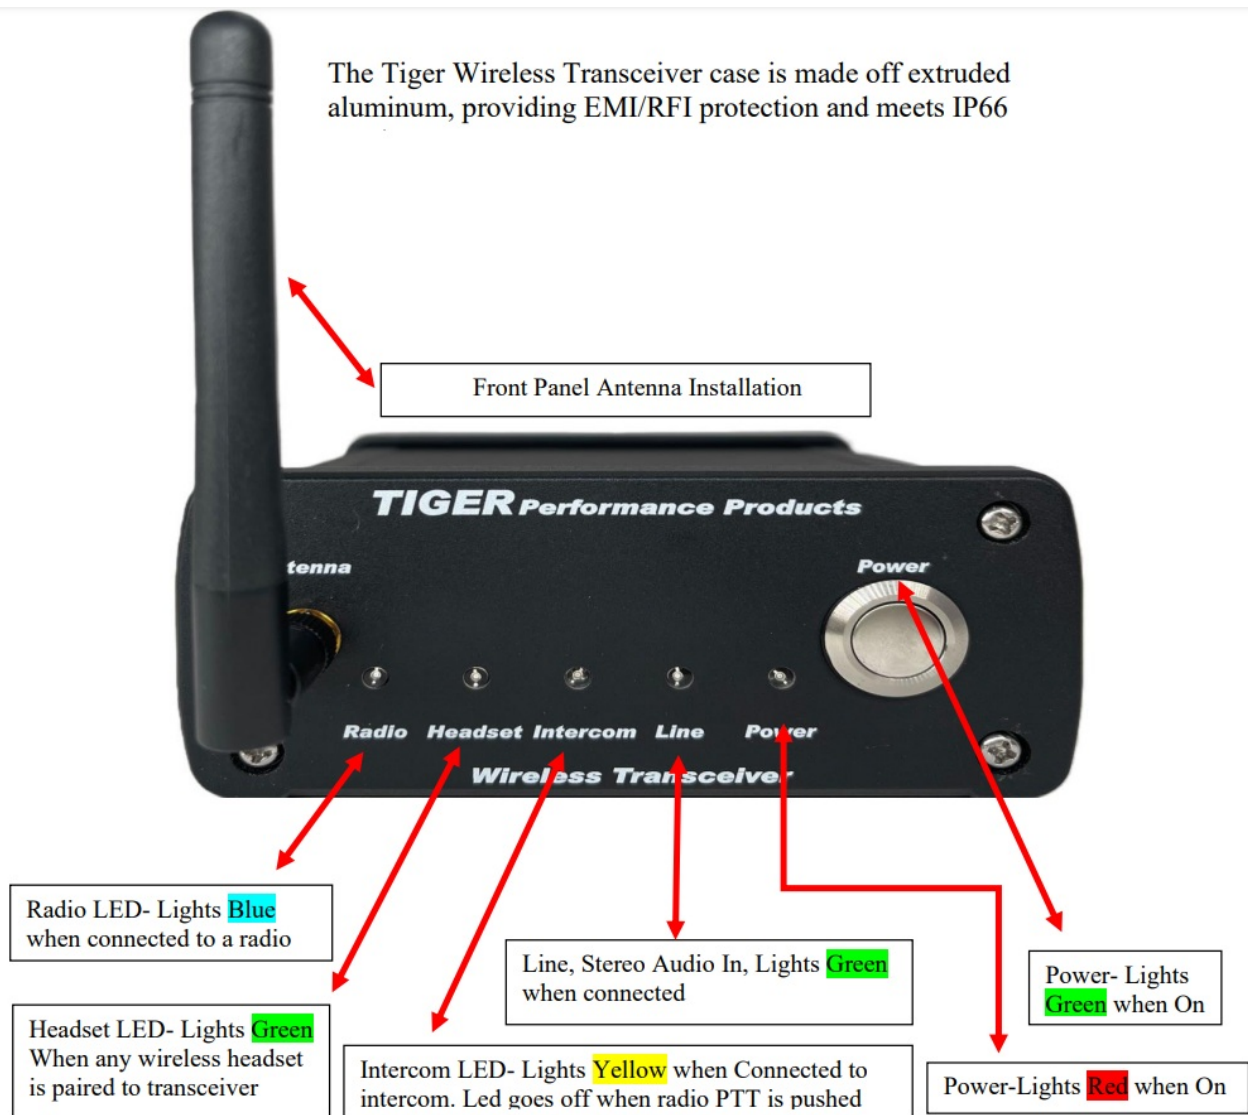 The Tiger Wireless Transceiver case is made off extruded
aluminum, providing EMI/RFI protection and meets IP66
Front Panel Antenna Installation
TIGER Performance Products
tenna
Power
Radio Headset Intercom Line Power
Wireless Transceiver
Radio LED- Lights Blue
when connected to a radio
Headset LED- Lights Green
When any wireless headset
is paired to transceiver
Intercom LED- Lights Yellow when Connected to
intercom. Led goes off when radio PTT is pushed
Line, Stereo Audio In, Lights Green
when connected
Power- Lights
Green when On
Power-Lights Red when On